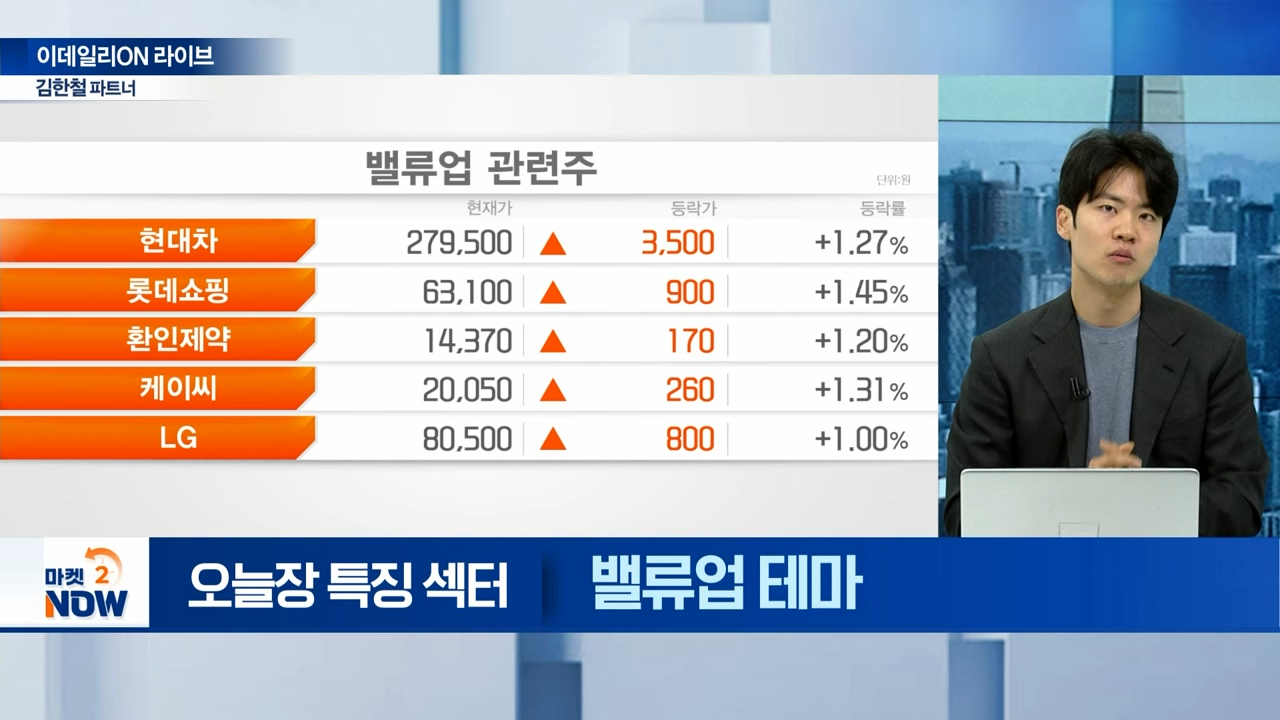 이데일리ON 라이브
김한철 파트너
밸류업 관련주
단위:원
현재가 등락가 등락률
현대차 279,500 ▲ 3,500 +1.27%
롯데쇼핑 63,100 ▲ 900 +1.45%
환인제약 14,370 ▲ 170 +1.20%
케이씨 20,050 ▲ 260 +1.31%
LG 80,500 ▲ 800 +1.00%
마켓 2
NOW
오늘장 특징 섹터 밸류업 테마